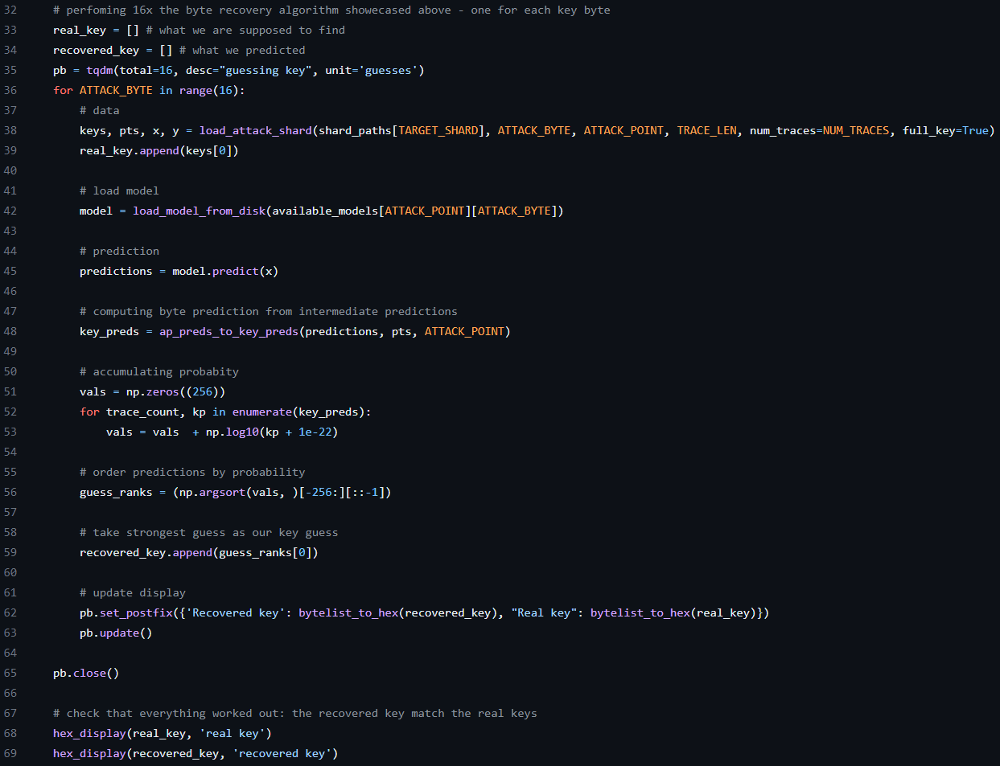 32 # perfoming 16x the byte recovery algorithm showecased above - one for each key byte
33 real_key = [] # what we are supposed to find
34 recovered_key = [] # what we predicted
35 pb = tqdm(total=16, desc="guessing key", unit='guesses')
36 for ATTACK_BYTE in range(16):
37     # data
38     keys, pts, x, y = load_attack_shard(shard_paths[TARGET_SHARD], ATTACK_BYTE, ATTACK_POINT, TRACE_LEN, num_traces=NUM_TRACES, full_key=True)
39     real_key.append(keys[0])
40
41     # load model
42     model = load_model_from_disk(available_models[ATTACK_POINT][ATTACK_BYTE])
43
44     # prediction
45     predictions = model.predict(x)
46
47     # computing byte prediction from intermediate predictions
48     key_preds = ap_preds_to_key_preds(predictions, pts, ATTACK_POINT)
49
50     # accumulating probabity
51     vals = np.zeros((256))
52     for trace_count, kp in enumerate(key_preds):
53         vals = vals  + np.log10(kp + 1e-22)
54
55     # order predictions by probability
56     guess_ranks = (np.argsort(vals, )[-256:][::-1])
57
58     # take strongest guess as our key guess
59     recovered_key.append(guess_ranks[0])
60
61     # update display
62     pb.set_postfix({'Recovered key': bytelist_to_hex(recovered_key), "Real key": bytelist_to_hex(real_key)})
63     pb.update()
64
65 pb.close()
66
67 # check that everything worked out: the recovered key match the real keys
68 hex_display(real_key, 'real key')
69 hex_display(recovered_key, 'recovered key')